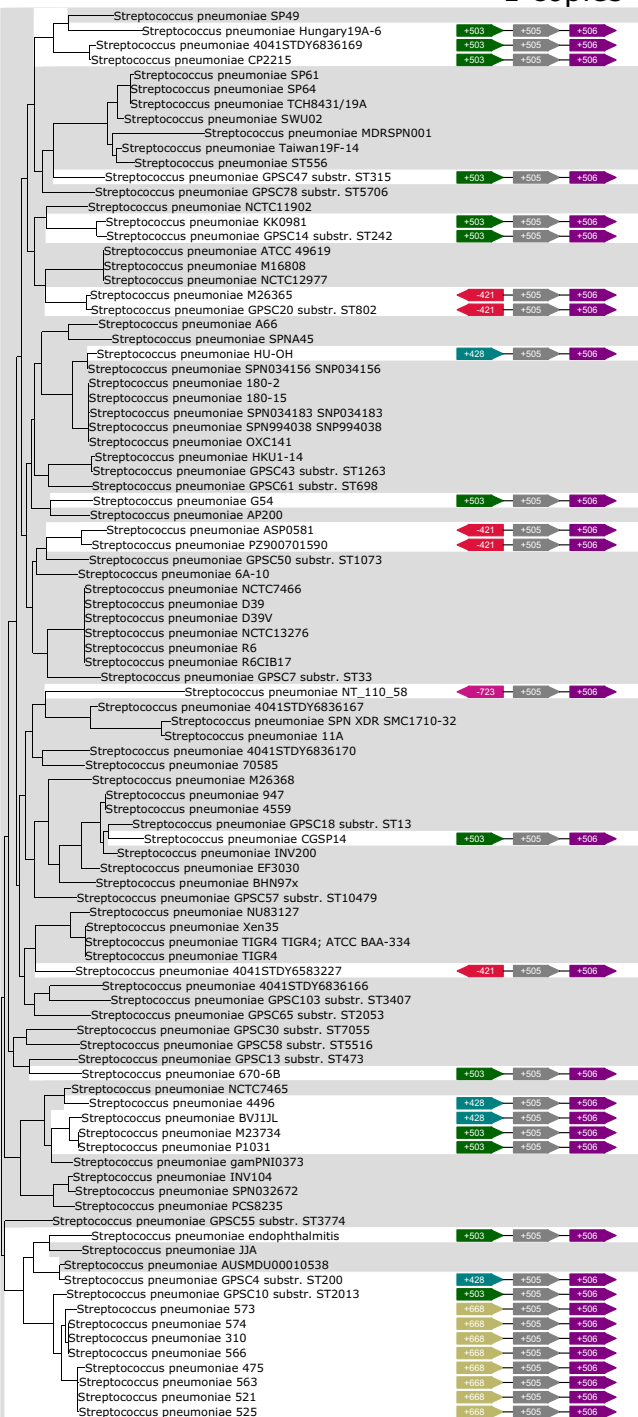 Streptococcus pneumoniae SP49
Streptococcus pneumoniae Hungary19A-6 +503 +505 +506
Streptococcus pneumoniae 4041STDY6836169 +503 +505 +506
Streptococcus pneumoniae CP2215 +503 +505 +506
Streptococcus pneumoniae SP61
Streptococcus pneumoniae SP64
Streptococcus pneumoniae TCH8431/19A
Streptococcus pneumoniae SWU02
Streptococcus pneumoniae MDRSPN001
Streptococcus pneumoniae Taiwan19F-14
Streptococcus pneumoniae ST556
Streptococcus pneumoniae GPSC47 substr. ST315 +503 +505 +506
Streptococcus pneumoniae GPSC78 substr. ST5706
Streptococcus pneumoniae NCTC11902
Streptococcus pneumoniae KK0981 +503 +505 +506
Streptococcus pneumoniae GPSC14 substr. ST242 +503 +505 +506
Streptococcus pneumoniae ATCC 49619
Streptococcus pneumoniae M16808
Streptococcus pneumoniae NCTC12977
Streptococcus pneumoniae M26365 -421 +505 +506
Streptococcus pneumoniae GPSC20 substr. ST802 -421 +505 +506
Streptococcus pneumoniae A66
Streptococcus pneumoniae SPNA45
Streptococcus pneumoniae HU-OH +428 +505 +506
Streptococcus pneumoniae SPN034156 SNP034156
Streptococcus pneumoniae 180-2
Streptococcus pneumoniae 180-15
Streptococcus pneumoniae SPN034183 SNP034183
Streptococcus pneumoniae SPN994038 SNP994038
Streptococcus pneumoniae OXC141
Streptococcus pneumoniae HKU1-14
Streptococcus pneumoniae GPSC43 substr. ST1263
Streptococcus pneumoniae GPSC61 substr. ST698
Streptococcus pneumoniae G54 +503 +505 +506
Streptococcus pneumoniae AP200
Streptococcus pneumoniae ASP0581 -421 +505 +506
Streptococcus pneumoniae PZ900701590 -421 +505 +506
Streptococcus pneumoniae GPSC50 substr. ST1073
Streptococcus pneumoniae 6A-10
Streptococcus pneumoniae NCTC7466
Streptococcus pneumoniae D39
Streptococcus pneumoniae D39V
Streptococcus pneumoniae NCTC13276
Streptococcus pneumoniae R6
Streptococcus pneumoniae R6CIB17
Streptococcus pneumoniae GPSC7 substr. ST33
Streptococcus pneumoniae NT_110_58 -723 +505 +506
Streptococcus pneumoniae 4041STDY6836167
Streptococcus pneumoniae SPN XDR SMC1710-32
Streptococcus pneumoniae 11A
Streptococcus pneumoniae 4041STDY6836170
Streptococcus pneumoniae 70585
Streptococcus pneumoniae M26368
Streptococcus pneumoniae 947
Streptococcus pneumoniae 4559
Streptococcus pneumoniae GPSC18 substr. ST13
Streptococcus pneumoniae CGSP14 +503 +505 +506
Streptococcus pneumoniae INV200
Streptococcus pneumoniae EF3030
Streptococcus pneumoniae BHN97x
Streptococcus pneumoniae GPSC57 substr. ST10479
Streptococcus pneumoniae NU83127
Streptococcus pneumoniae Xen35
Streptococcus pneumoniae TIGR4 TIGR4; ATCC BAA-334
Streptococcus pneumoniae TIGR4
Streptococcus pneumoniae 4041STDY6583227 -421 +505 +506
Streptococcus pneumoniae 4041STDY6836166
Streptococcus pneumoniae GPSC103 substr. ST3407
Streptococcus pneumoniae GPSC65 substr. ST2053
Streptococcus pneumoniae GPSC30 substr. ST7055
Streptococcus pneumoniae GPSC58 substr. ST5516
Streptococcus pneumoniae GPSC13 substr. ST473
Streptococcus pneumoniae 670-6B +503 +505 +506
Streptococcus pneumoniae NCTC7465
Streptococcus pneumoniae 4496 +428 +505 +506
Streptococcus pneumoniae BVJ1JL +428 +505 +506
Streptococcus pneumoniae M23734 +503 +505 +506
Streptococcus pneumoniae P1031 +503 +505 +506
Streptococcus pneumoniae gamPNI0373
Streptococcus pneumoniae INV104
Streptococcus pneumoniae SPN032672
Streptococcus pneumoniae PCS8235
Streptococcus pneumoniae GPSC55 substr. ST3774
Streptococcus pneumoniae endophthalmitis +503 +505 +506
Streptococcus pneumoniae JJA
Streptococcus pneumoniae AUSMDU00010538
Streptococcus pneumoniae GPSC4 substr. ST200 +428 +505 +506
Streptococcus pneumoniae GPSC10 substr. ST2013 +503 +505 +506
Streptococcus pneumoniae 573 +668 +505 +506
Streptococcus pneumoniae 574 +668 +505 +506
Streptococcus pneumoniae 310 +668 +505 +506
Streptococcus pneumoniae 566 +668 +505 +506
Streptococcus pneumoniae 475 +668 +505 +506
Streptococcus pneumoniae 563 +668 +505 +506
Streptococcus pneumoniae 521 +668 +505 +506
Streptococcus pneumoniae 525 +668 +505 +506